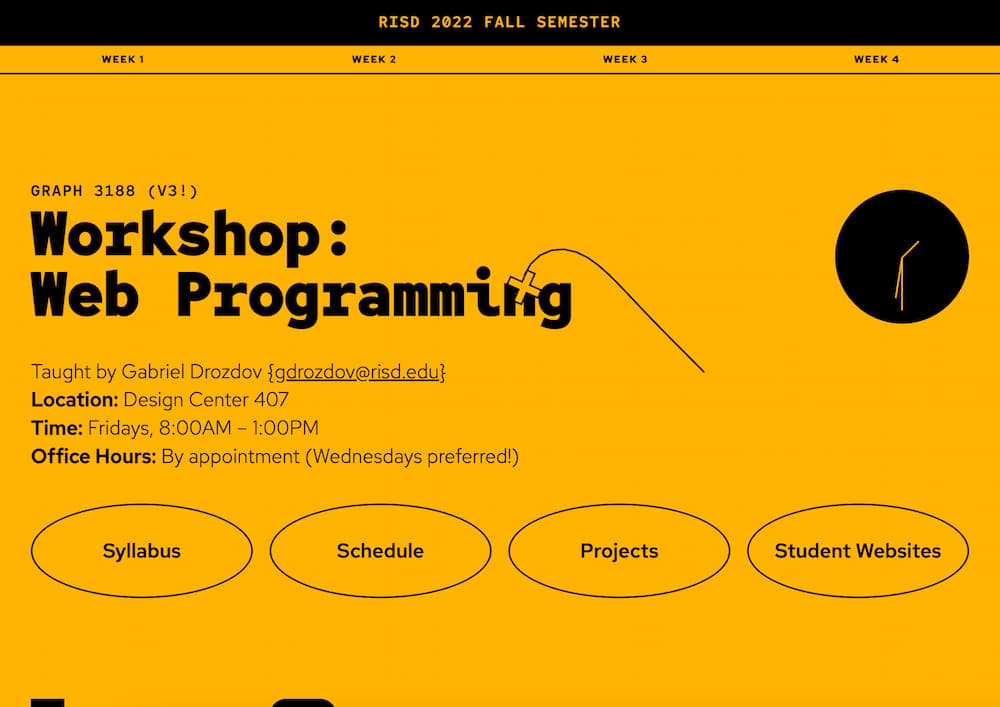 RISD 2022 FALL SEMESTER
WEEK 1
WEEK 2
WEEK 3
WEEK 4
GRAPH 3188 (V3!)
Workshop:
Web Programming
Taught by Gabriel Drozdov {gdrozdov@risd.edu}
Location: Design Center 407
Time: Fridays, 8:00AM – 1:00PM
Office Hours: By appointment (Wednesdays preferred!)
Syllabus
Schedule
Projects
Student Websites